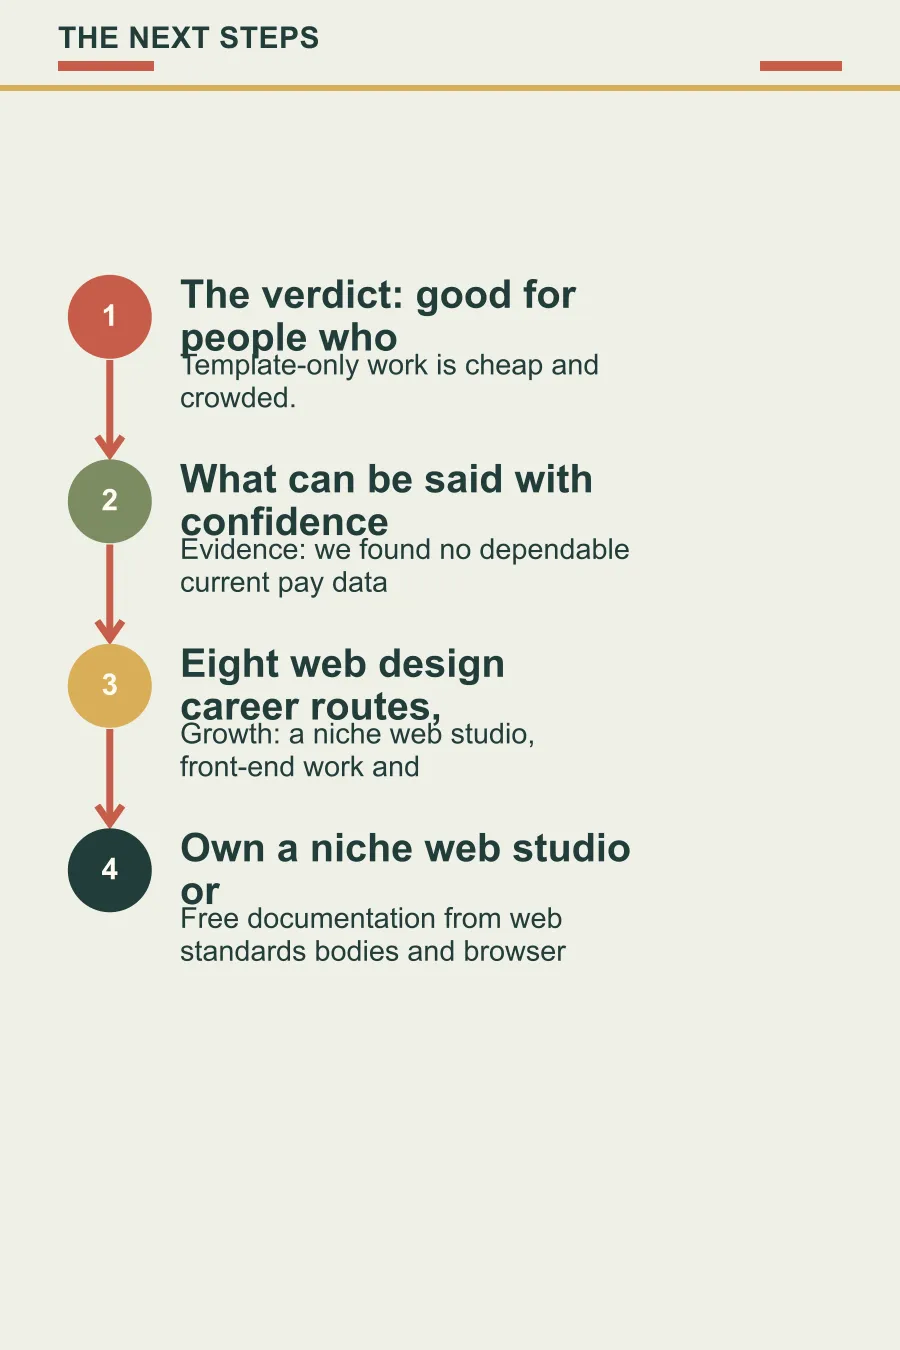 THE NEXT STEPS
1
The verdict: good for
people who
Template-only work is cheap and
crowded.
2
What can be said with
confidence
Evidence: we found no dependable
current pay data
3
Eight web design
career routes,
Growth: a niche web studio,
front-end work and
4
Own a niche web studio
or
Free documentation from web
standards bodies and browser